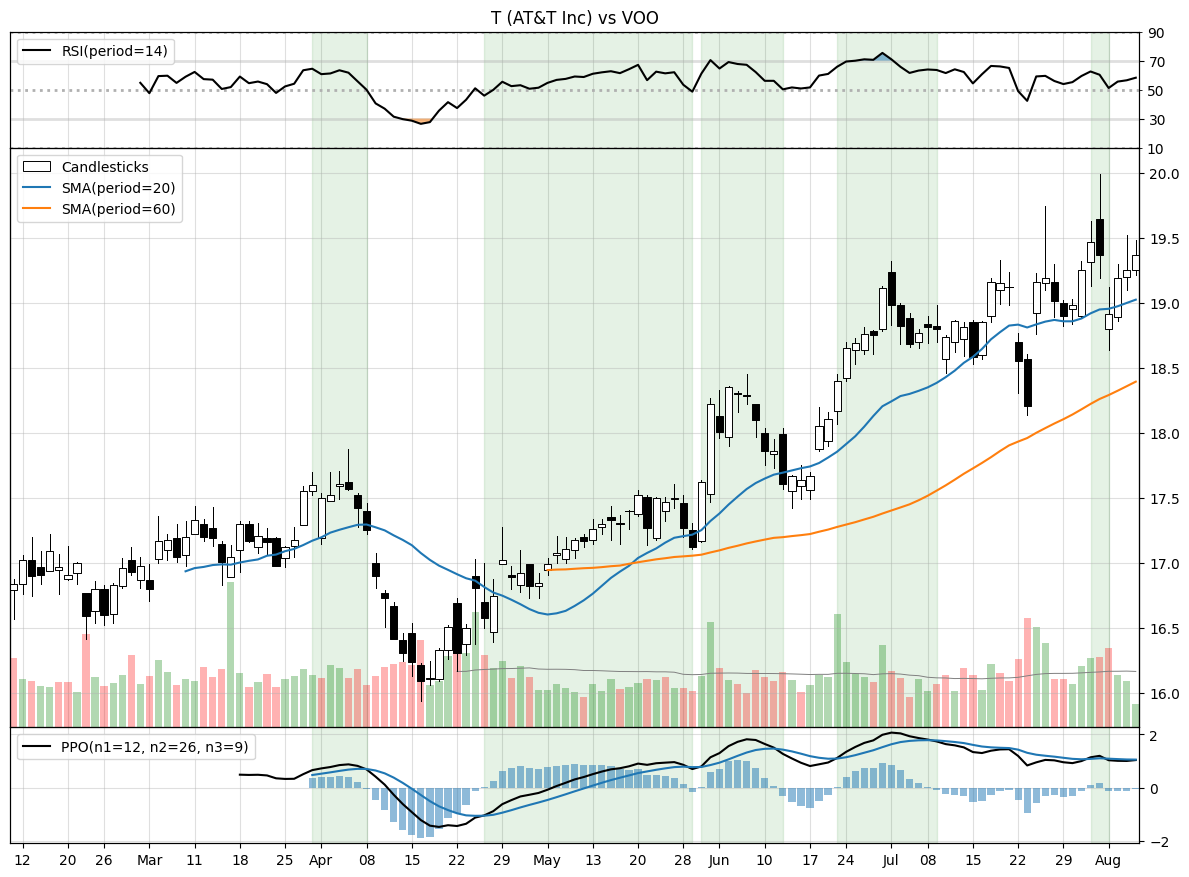 T (AT&T Inc) vs VOO
RSI(period=14)
90
70
50
30
10
Candlesticks
SMA(period=20)
SMA(period=60)
20.0
19.5
19.0
18.5
18.0
17.5
17.0
16.5
16.0
PPO(n1=12, n2=26, n3=9)
2
0
−2
12 20 26 Mar 11 18 25 Apr 08 15 22 29 May 13 20 28 Jun 10 17 24 Jul 08 15 22 29 Aug